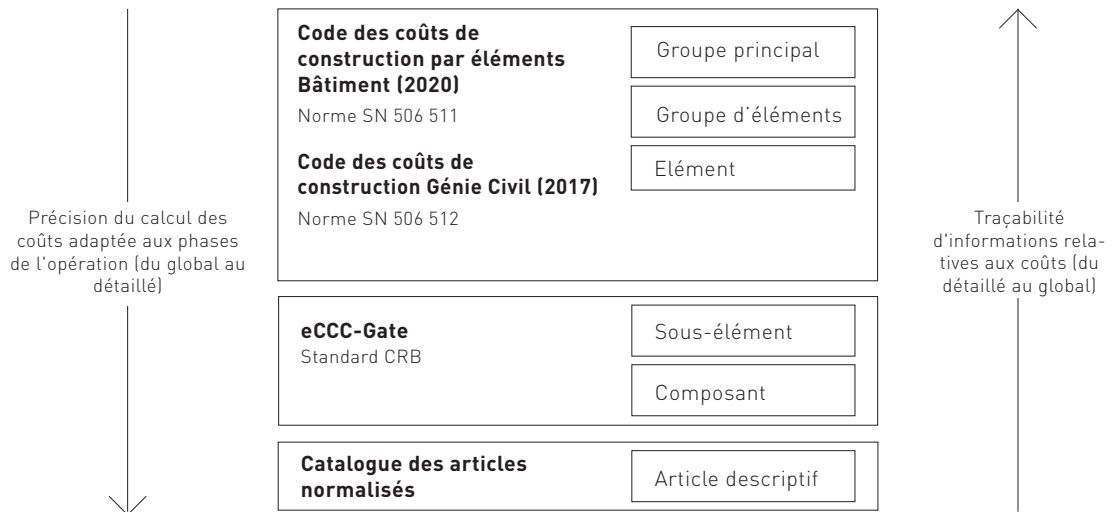 Code des coûts de
construction par éléments
Bâtiment (2020)
Norme SN 506 511
Code des coûts de
construction Génie Civil (2017)
Norme SN 506 512
Groupe principal
Groupe d'éléments
Elément
Précision du calcul des
coûts adaptée aux phases
de l'opération (du global au
détaillé)
Traçabilité
d'informations rela-
tives aux coûts (du
détaillé au global)
eCCC-Gate
Standard CRB
Sous-élément
Composant
Catalogue des articles
normalisés
Article descriptif